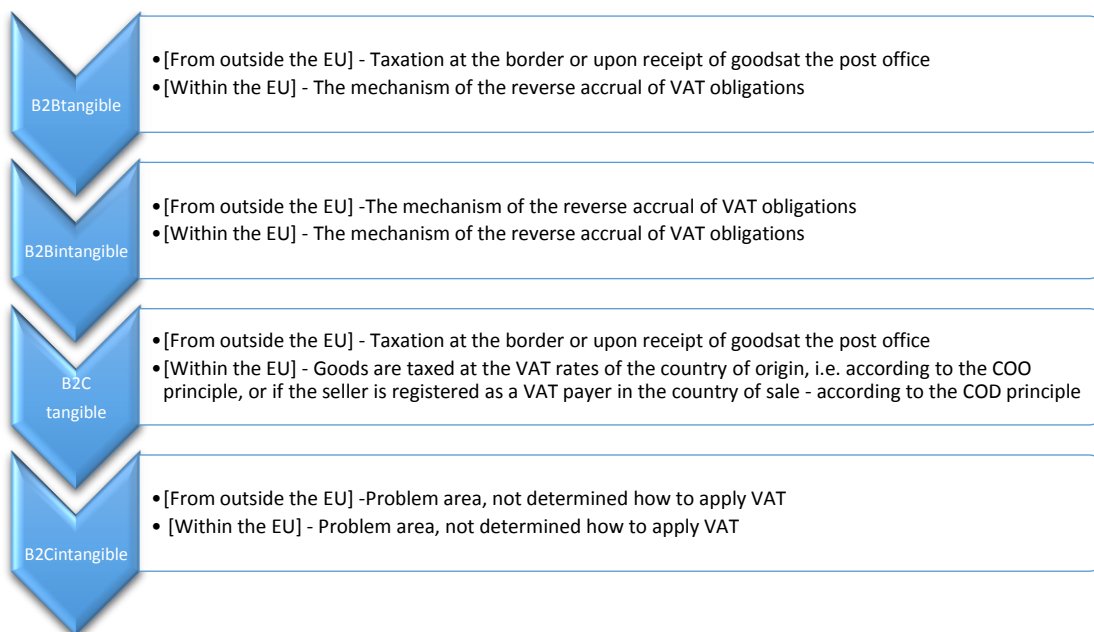 B2Btangible
•[From outside the EU] - Taxation at the border or upon receipt of goodsat the post office
•[Within the EU] - The mechanism of the reverse accrual of VAT obligations
B2Bintangible
•[From outside the EU] -The mechanism of the reverse accrual of VAT obligations
•[Within the EU] - The mechanism of the reverse accrual of VAT obligations
B2C
tangible
•[From outside the EU] - Taxation at the border or upon receipt of goodsat the post office
•[Within the EU] - Goods are taxed at the VAT rates of the country of origin, i.e. according to the COO
principle, or if the seller is registered as a VAT payer in the country of sale - according to the COD principle
B2Cintangible
•[From outside the EU] -Problem area, not determined how to apply VAT
• [Within the EU] - Problem area, not determined how to apply VAT